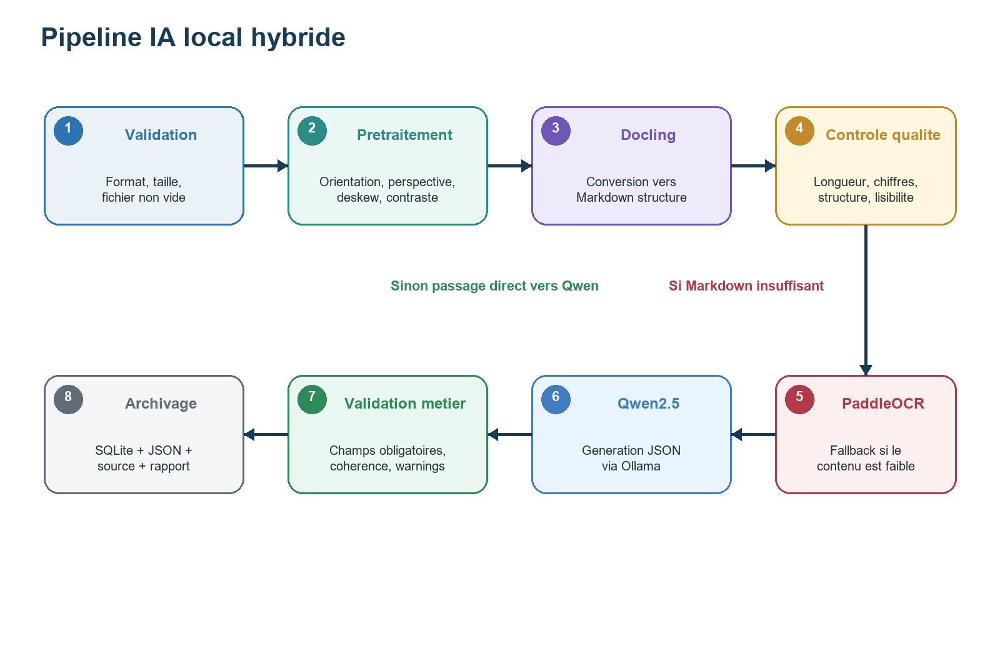 Pipeline IA local hybride
1
Validation
Format, taille,
fichier non vide
2
Pretraitement
Orientation, perspective,
deskew, contraste
3
Docling
Conversion vers
Markdown structure
4
Controle qualite
Longueur, chiffres,
structure, lisibilite
Sinon passage direct vers Qwen
Si Markdown insuffisant
8
Archivage
SQLite + JSON +
source + rapport
7
Validation metier
Champs obligatoires,
coherence, warnings
6
Qwen2.5
Generation JSON
via Ollama
5
PaddleOCR
Fallback si le
contenu est faible